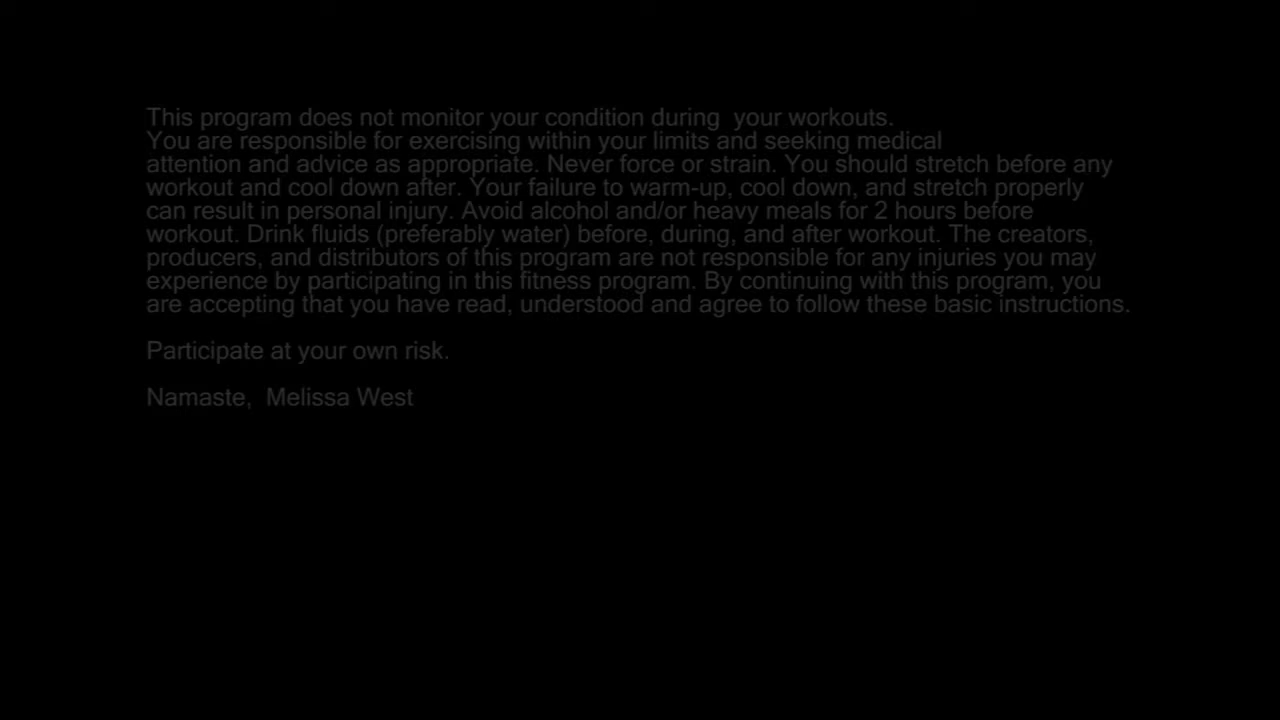 This program does not monitor your condition during  your workouts.
You are responsible for exercising within your limits and seeking medical
attention and advice as appropriate. Never force or strain. You should stretch before any
workout and cool down after. Your failure to warm-up, cool down, and stretch properly
can result in personal injury. Avoid alcohol and/or heavy meals for 2 hours before
workout. Drink fluids (preferably water) before, during, and after workout. The creators,
producers, and distributors of this program are not responsible for any injuries you may
experience by participating in this fitness program. By continuing with this program, you
are accepting that you have read, understood and agree to follow these basic instructions.
Participate at your own risk.
Namaste,  Melissa West